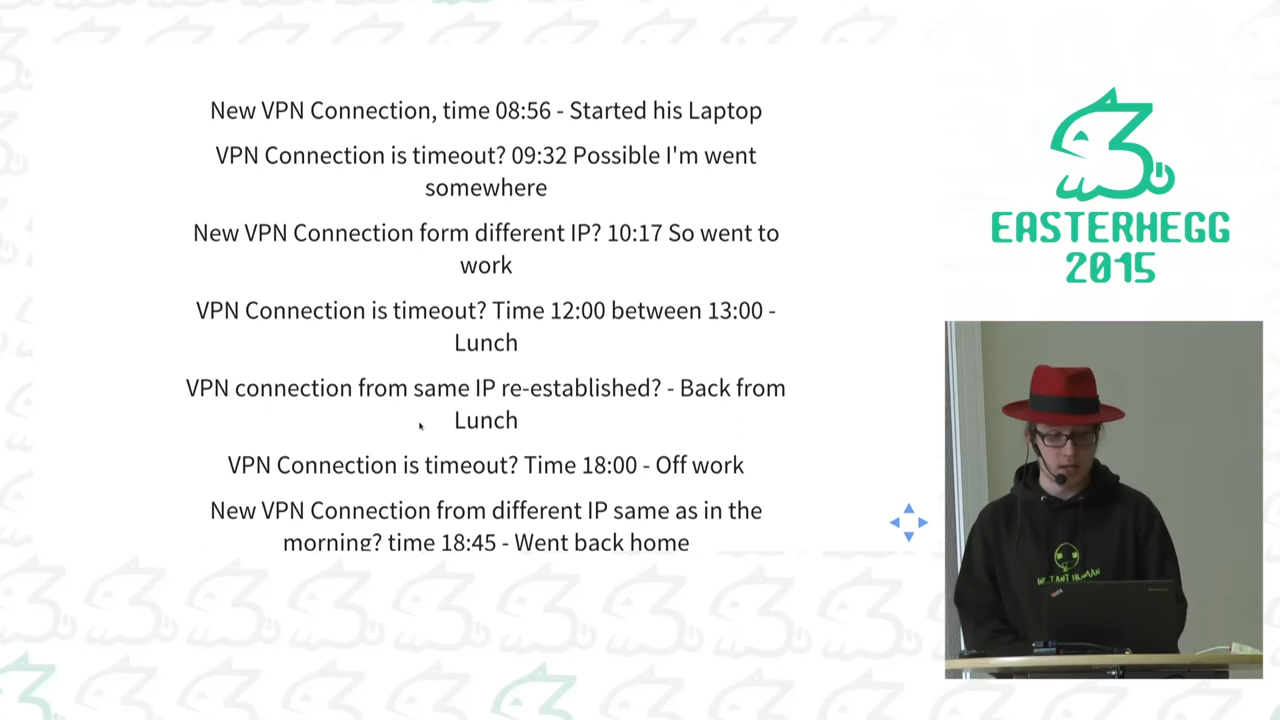 New VPN Connection, time 08:56 - Started his Laptop
VPN Connection is timeout? 09:32 Possible I'm went
somewhere
New VPN Connection form different IP? 10:17 So went to
work
VPN Connection is timeout? Time 12:00 between 13:00 -
Lunch
VPN connection from same IP re-established? - Back from
Lunch
VPN Connection is timeout? Time 18:00 - Off work
New VPN Connection from different IP same as in the
morning? time 18:45 - Went back home
EASTERHEGG
2015